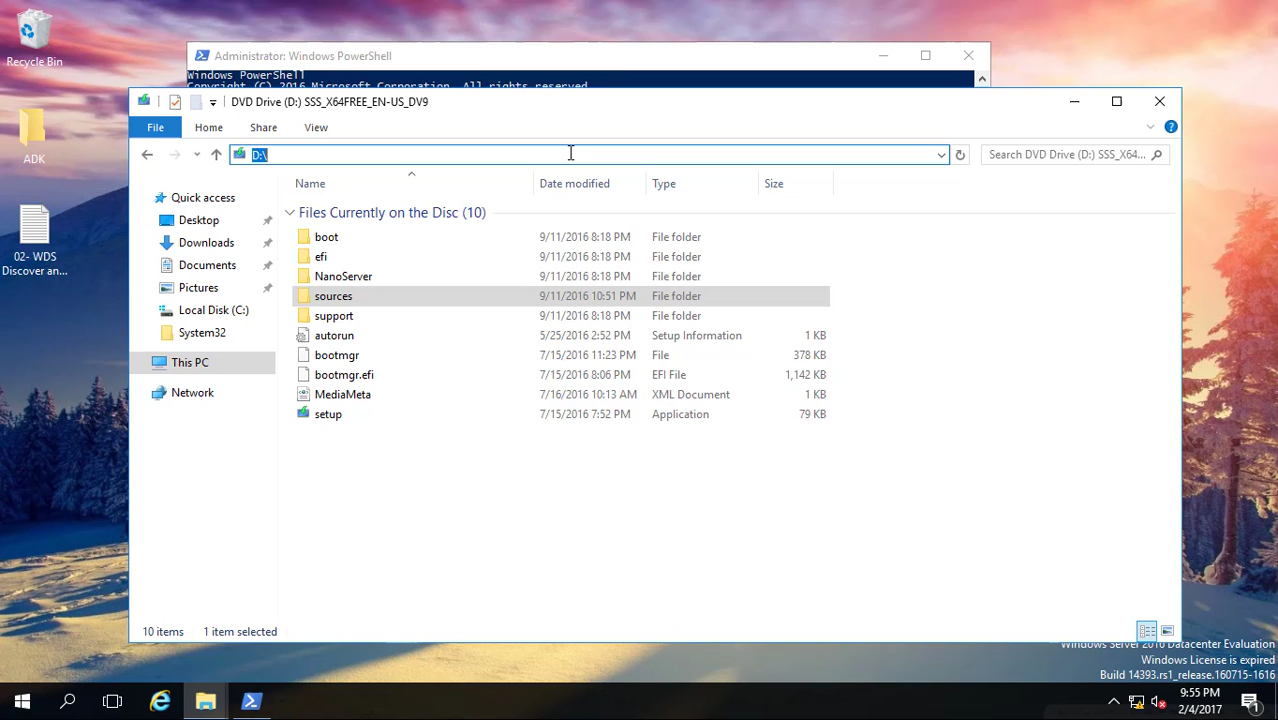 Recycle Bin
ADK
02- WDS
Discover an...
Administrator: Windows PowerShell
Windows PowerShell
Copyright (C) 2016 Microsoft Corporation. All rights reserved.
DVD Drive (D:) SSS_X64FREE_EN-US_DV9
File Home Share View
D:\
Search DVD Drive (D:) SSS_X64...
Quick access
Desktop
Downloads
Documents
Pictures
Local Disk (C:)
System32
This PC
Network
Name Date modified Type Size
Files Currently on the Disc (10)
boot 9/11/2016 8:18 PM File folder
efi 9/11/2016 8:18 PM File folder
NanoServer 9/11/2016 8:18 PM File folder
sources 9/11/2016 10:51 PM File folder
support 9/11/2016 8:18 PM File folder
autorun 5/25/2016 2:52 PM Setup Information 1 KB
bootmgr 7/15/2016 11:23 PM File 378 KB
bootmgr.efi 7/15/2016 8:06 PM EFI File 1,142 KB
MediaMeta 7/16/2016 10:13 AM XML Document 1 KB
setup 7/15/2016 7:52 PM Application 79 KB
10 items 1 item selected
Windows Server 2016 Datacenter Evaluation
Windows License is expired
Build 14393.rs1_release.160715-1616
9:55 PM
2/4/2017
1